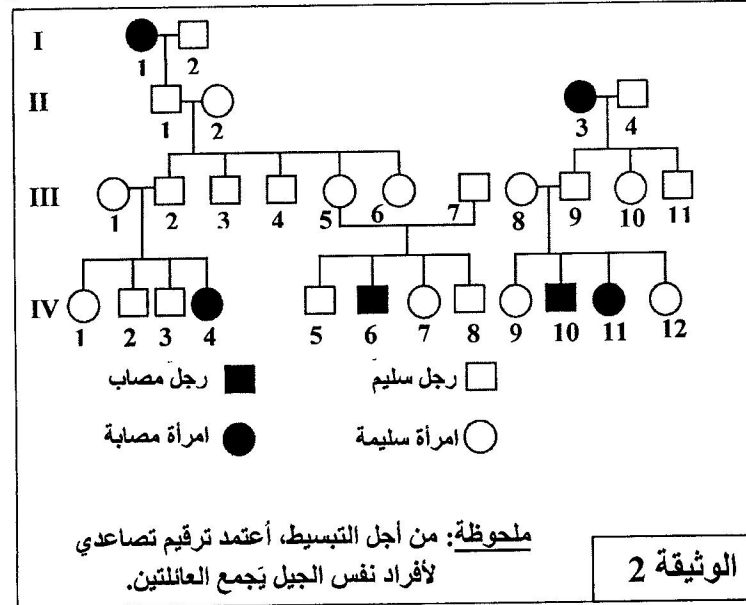 I
1 2
II
1 2 3 4
III
1 2 3 4 5 6 7 8 9 10 11
IV
1 2 3 4 5 6 7 8 9 10 11 12
رجل مصاب رجل سليم
امرأة مصابة امرأة سليمة
ملحوظة: من أجل التبسيط، أعتمد ترقيم تصاعدي
لأفراد نفس الجيل يَجمع العائلتين.
الوثيقة 2